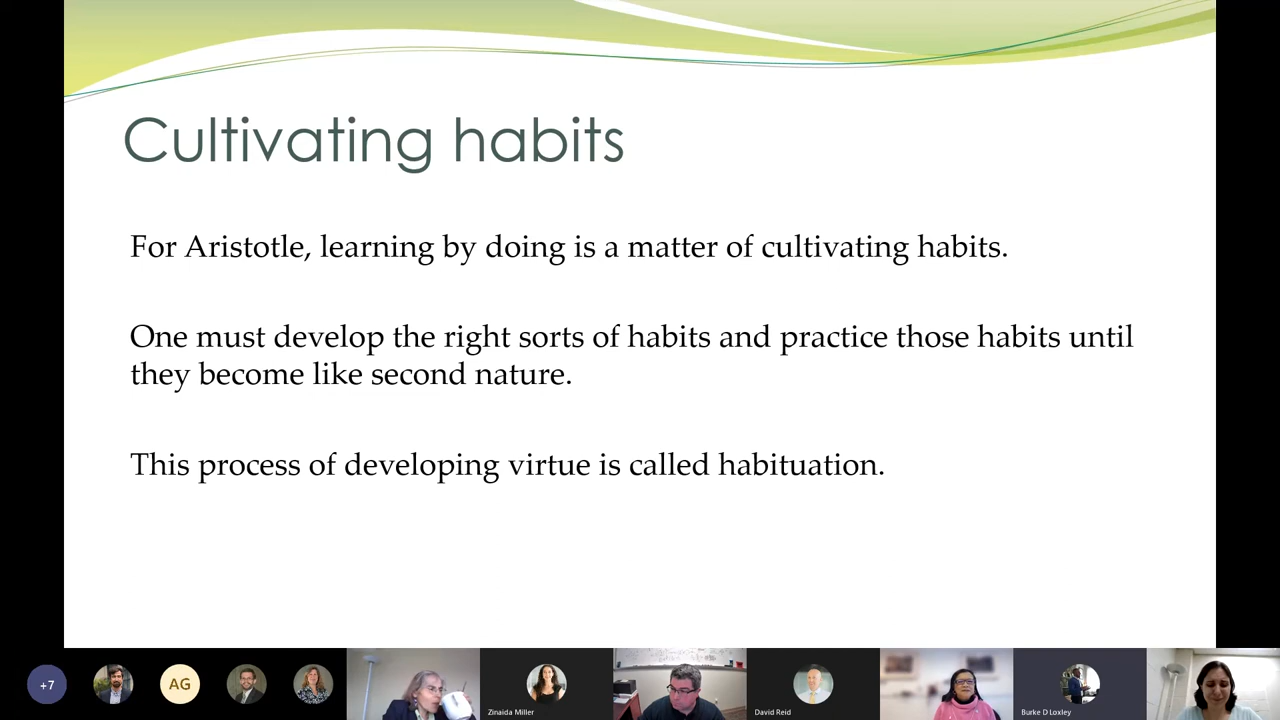 Cultivating habits
For Aristotle, learning by doing is a matter of cultivating habits.
One must develop the right sorts of habits and practice those habits until
they become like second nature.
This process of developing virtue is called habituation.
+7
AG
Zinaida Miller
David Reid
Burke D Loxley